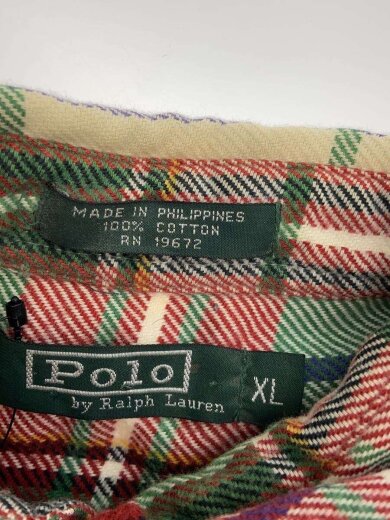 MADE IN PHILIPPINES
100% COTTON
RN 19672
Polo
by Ralph Lauren
XL